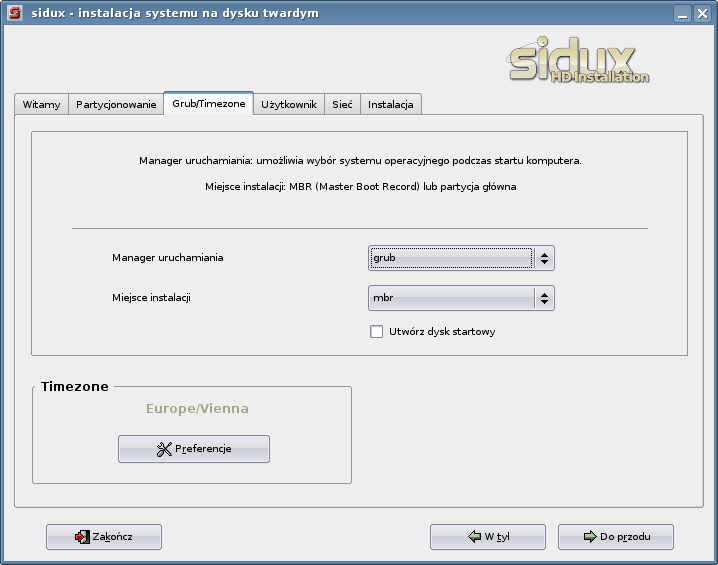 sidux - instalacja systemu na dysku twardym
sidux
HD-Installation
Witamy Partycjonowanie Grub/Timezone Użytkownik Sieć Instalacja
Manager uruchamiania: umożliwia wybór systemu operacyjnego podczas startu komputera.
Miejsce instalacji: MBR (Master Boot Record) lub partycja główna
Manager uruchamiania grub
Miejsce instalacji mbr
Utwórz dysk startowy
Timezone
Europe/Vienna
Preferencje
Zakończ W tyl Do przodu